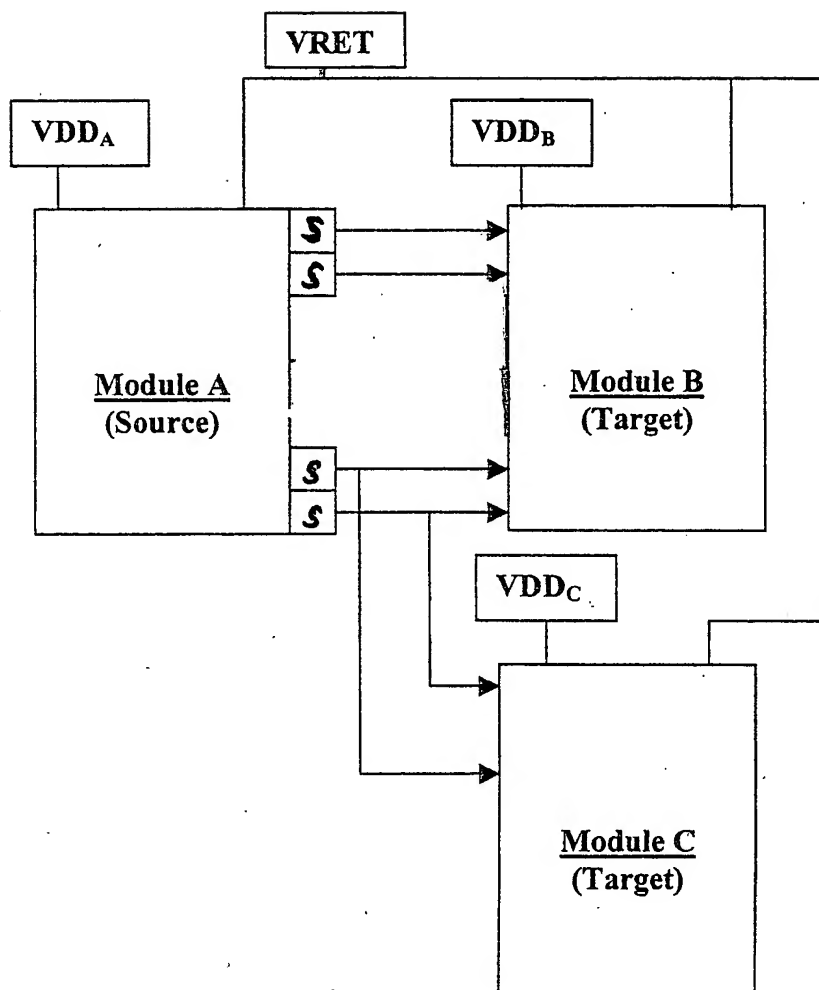 VRET
VDDA
VDDB
S
S
Module A
(Source)
Module B
(Target)
S
S
VDDC
Module C
(Target)